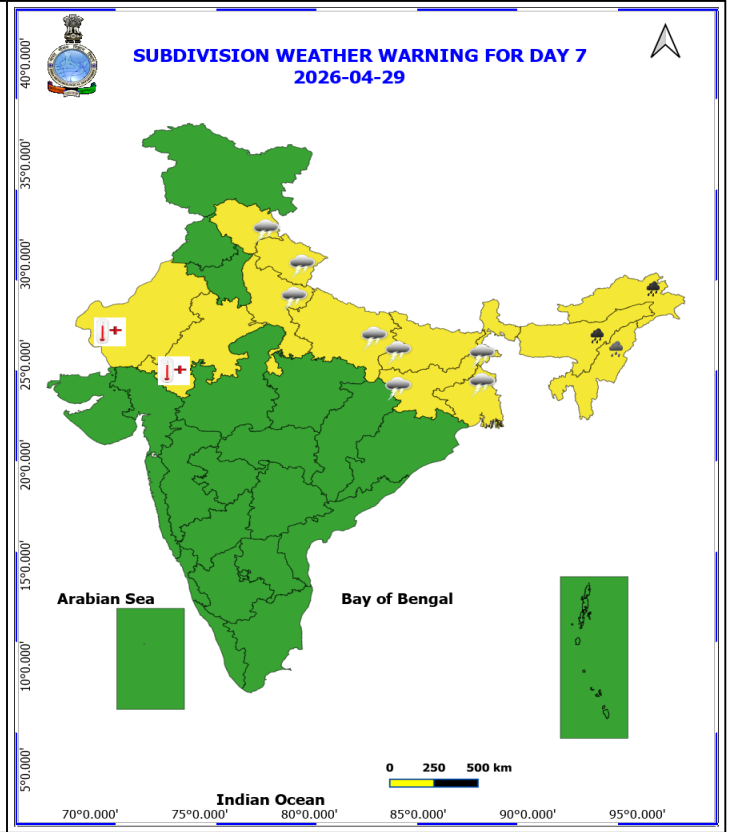 SUBDIVISION WEATHER WARNING FOR DAY 7
2026-04-29
40°0.000'
35°0.000'
30°0.000'
25°0.000'
20°0.000'
15°0.000'
10°0.000'
5°0.000'
Arabian Sea
Bay of Bengal
0 250 500 km
Indian Ocean
70°0.000' 75°0.000' 80°0.000' 85°0.000' 90°0.000' 95°0.000'